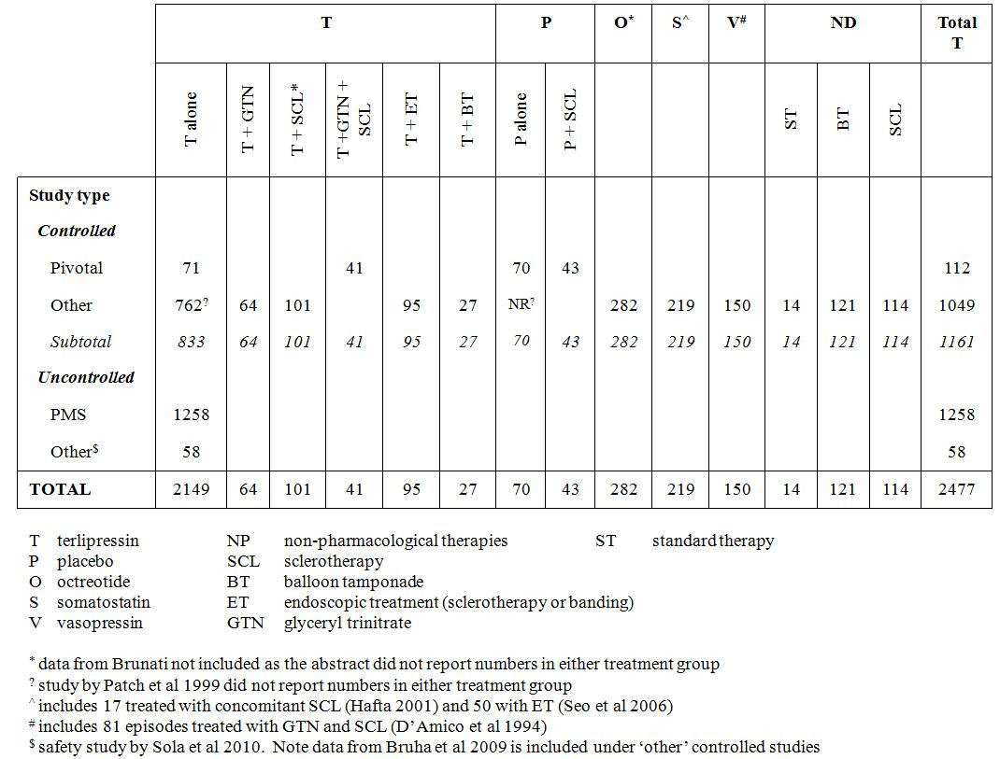 T P O* S^ V# ND Total T
T alone T + GTN T + SCL* T +GTN + SCL T + ET T + BT P alone P + SCL ST BT SCL
Study type
Controlled
Pivotal 71 41 70 43 112
Other 762? 64 101 95 27 NR? 282 219 150 14 121 114 1049
Subtotal 833 64 101 41 95 27 70 43 282 219 150 14 121 114 1161
Uncontrolled
PMS 1258 1258
Other$ 58 58
TOTAL 2149 64 101 41 95 27 70 43 282 219 150 14 121 114 2477
T terlipressin NP non-pharmacological therapies ST standard therapy
P placebo SCL sclerotherapy
O octreotide BT balloon tamponade
S somatostatin ET endoscopic treatment (sclerotherapy or banding)
V vasopressin GTN glyceryl trinitrate
* data from Brunati not included as the abstract did not report numbers in either treatment group
? study by Patch et al 1999 did not report numbers in either treatment group
^ includes 17 treated with concomitant SCL (Hafta 2001) and 50 with ET (Seo et al 2006)
# includes 81 episodes treated with GTN and SCL (D’Amico et al 1994)
$ safety study by Sola et al 2010. Note data from Bruha et al 2009 is included under ‘other’ controlled studies